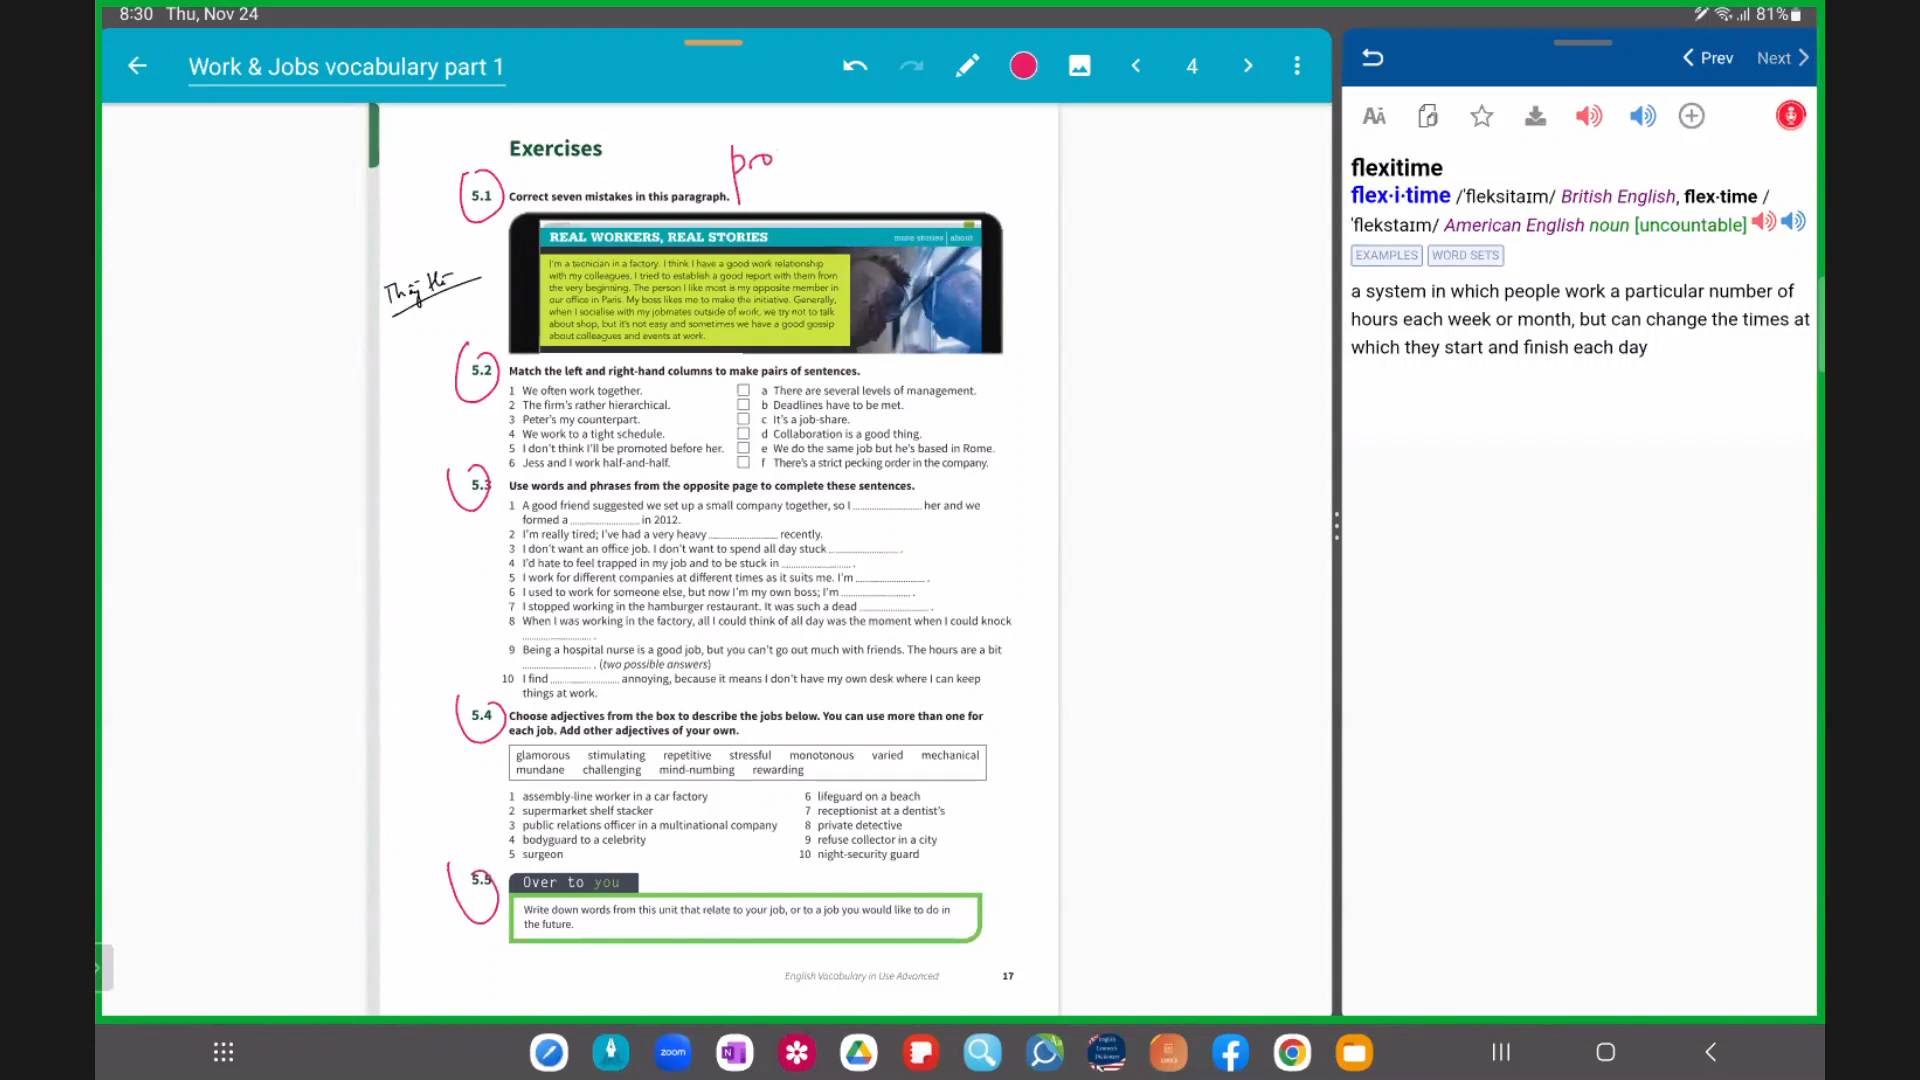 8:30 Thu, Nov 24
81%
Work & Jobs vocabulary part 1
4
Exercises
pro
5.1 Correct seven mistakes in this paragraph.
REAL WORKERS, REAL STORIES more stories about
I'm a tecnician in a factory. I think I have a good work relationship
with my colleagues. I tried to establish a good report with them from
the very beginning. The person I like most is my opposite member in
our office in Paris. My boss likes me to make the initiative. Generally,
when I socialise with my jobmates outside of work, we try not to talk
about shop, but it's not easy and sometimes we have a good gossip
about colleagues and events at work.
5.2 Match the left and right-hand columns to make pairs of sentences.
1 We often work together. a There are several levels of management.
2 The firm's rather hierarchical. b Deadlines have to be met.
3 Peter's my counterpart. c It's a job-share.
4 We work to a tight schedule. d Collaboration is a good thing.
5 I don't think I'll be promoted before her. e We do the same job but he's based in Rome.
6 Jess and I work half-and-half. f There's a strict pecking order in the company.
5.3 Use words and phrases from the opposite page to complete these sentences.
1 A good friend suggested we set up a small company together, so I ........................ her and we
formed a ........................ in 2012.
2 I'm really tired; I've had a very heavy ........................ recently.
3 I don't want an office job. I don't want to spend all day stuck ........................ .
4 I'd hate to feel trapped in my job and to be stuck in ........................ .
5 I work for different companies at different times as it suits me. I'm ........................ .
6 I used to work for someone else, but now I'm my own boss; I'm ........................ .
7 I stopped working in the hamburger restaurant. It was such a dead ........................ .
8 When I was working in the factory, all I could think of all day was the moment when I could knock
........................ .
9 Being a hospital nurse is a good job, but you can't go out much with friends. The hours are a bit
........................ . (two possible answers)
10 I find ........................ annoying, because it means I don't have my own desk where I can keep
things at work.
5.4 Choose adjectives from the box to describe the jobs below. You can use more than one for
each job. Add other adjectives of your own.
glamorous stimulating repetitive stressful monotonous varied mechanical
mundane challenging mind-numbing rewarding
1 assembly-line worker in a car factory 6 lifeguard on a beach
2 supermarket shelf stacker 7 receptionist at a dentist's
3 public relations officer in a multinational company 8 private detective
4 bodyguard to a celebrity 9 refuse collector in a city
5 surgeon 10 night-security guard
5.5 Over to you
Write down words from this unit that relate to your job, or to a job you would like to do in
the future.
English Vocabulary in Use Advanced 17
Prev Next
flexitime
flex·i·time /ˈfleksitaɪm/ British English, flex·time /
ˈflekstaɪm/ American English noun [uncountable]
EXAMPLES WORD SETS
a system in which people work a particular number of
hours each week or month, but can change the times at
which they start and finish each day
zoom